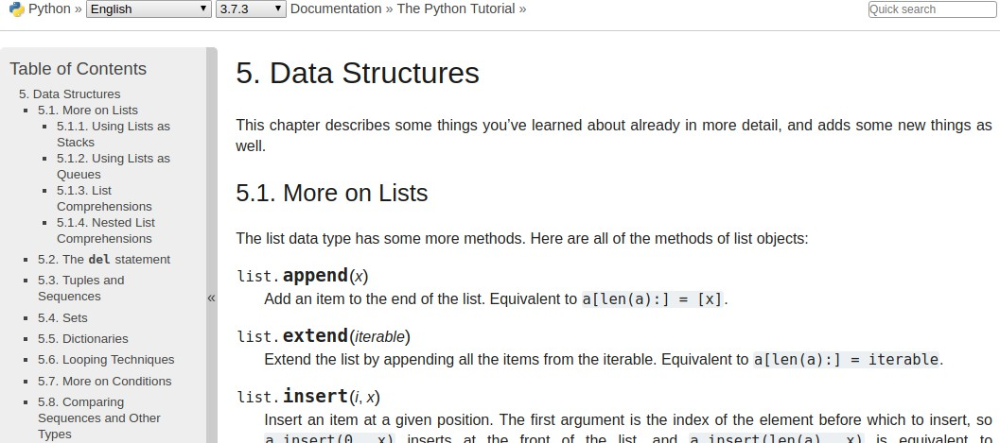 Python » English 3.7.3 Documentation » The Python Tutorial » Quick search
Table of Contents
5. Data Structures
5.1. More on Lists
5.1.1. Using Lists as
Stacks
5.1.2. Using Lists as
Queues
5.1.3. List
Comprehensions
5.1.4. Nested List
Comprehensions
5.2. The del statement
5.3. Tuples and
Sequences
5.4. Sets
5.5. Dictionaries
5.6. Looping Techniques
5.7. More on Conditions
5.8. Comparing
Sequences and Other
Types
«
5. Data Structures
This chapter describes some things you’ve learned about already in more detail, and adds some new things as
well.
5.1. More on Lists
The list data type has some more methods. Here are all of the methods of list objects:
list.append(x)
Add an item to the end of the list. Equivalent to a[len(a):] = [x].
list.extend(iterable)
Extend the list by appending all the items from the iterable. Equivalent to a[len(a):] = iterable.
list.insert(i, x)
Insert an item at a given position. The first argument is the index of the element before which to insert, so
a.insert(0, x) inserts at the front of the list, and a.insert(len(a), x) is equivalent to